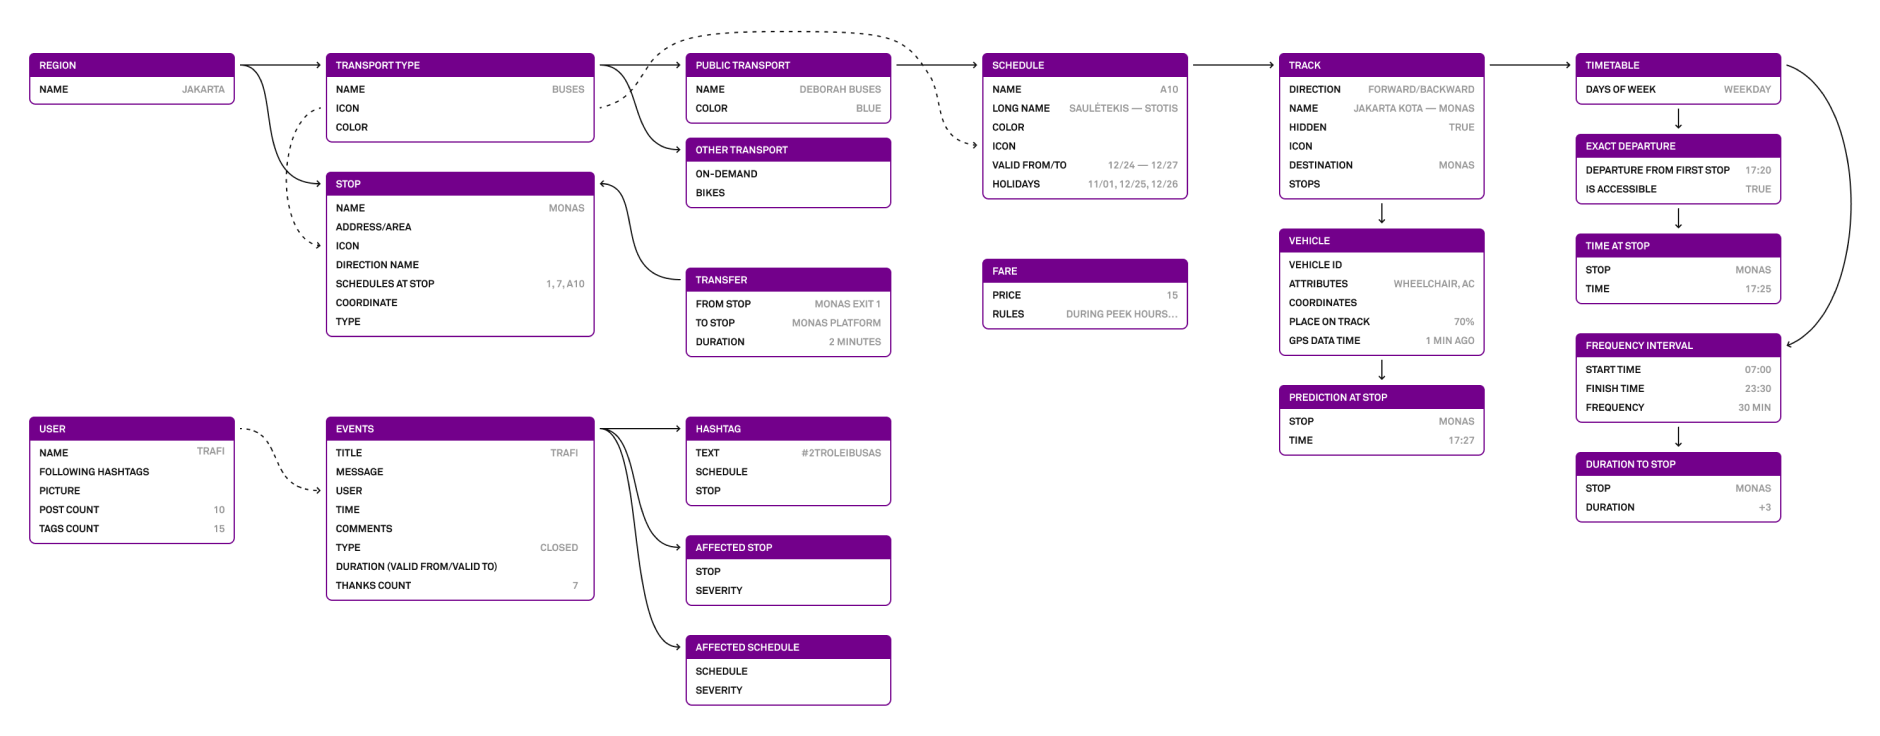 REGION
NAME JAKARTA
TRANSPORT TYPE
NAME BUSES
ICON
COLOR
STOP
NAME MONAS
ADDRESS/AREA
ICON
DIRECTION NAME
SCHEDULES AT STOP 1, 7, A10
COORDINATE
TYPE
PUBLIC TRANSPORT
NAME DEBORAH BUSES
COLOR BLUE
OTHER TRANSPORT
ON-DEMAND
BIKES
TRANSFER
FROM STOP MONAS EXIT 1
TO STOP MONAS PLATFORM
DURATION 2 MINUTES
SCHEDULE
NAME A10
LONG NAME SAULĖTEKIS — STOTIS
COLOR
ICON
VALID FROM/TO 12/24 — 12/27
HOLIDAYS 11/01, 12/25, 12/26
FARE
PRICE 15
RULES DURING PEEK HOURS...
TRACK
DIRECTION FORWARD/BACKWARD
NAME JAKARTA KOTA — MONAS
HIDDEN TRUE
ICON
DESTINATION MONAS
STOPS
VEHICLE
VEHICLE ID
ATTRIBUTES WHEELCHAIR, AC
COORDINATES
PLACE ON TRACK 70%
GPS DATA TIME 1 MIN AGO
PREDICTION AT STOP
STOP MONAS
TIME 17:27
TIMETABLE
DAYS OF WEEK WEEKDAY
EXACT DEPARTURE
DEPARTURE FROM FIRST STOP 17:20
IS ACCESSIBLE TRUE
TIME AT STOP
STOP MONAS
TIME 17:25
FREQUENCY INTERVAL
START TIME 07:00
FINISH TIME 23:30
FREQUENCY 30 MIN
DURATION TO STOP
STOP MONAS
DURATION +3
USER
NAME TRAFI
FOLLOWING HASHTAGS
PICTURE
POST COUNT 10
TAGS COUNT 15
EVENTS
TITLE TRAFI
MESSAGE
USER
TIME
COMMENTS
TYPE CLOSED
DURATION (VALID FROM/VALID TO)
THANKS COUNT 7
HASHTAG
TEXT #2TROLEIBUSAS
SCHEDULE
STOP
AFFECTED STOP
STOP
SEVERITY
AFFECTED SCHEDULE
SCHEDULE
SEVERITY